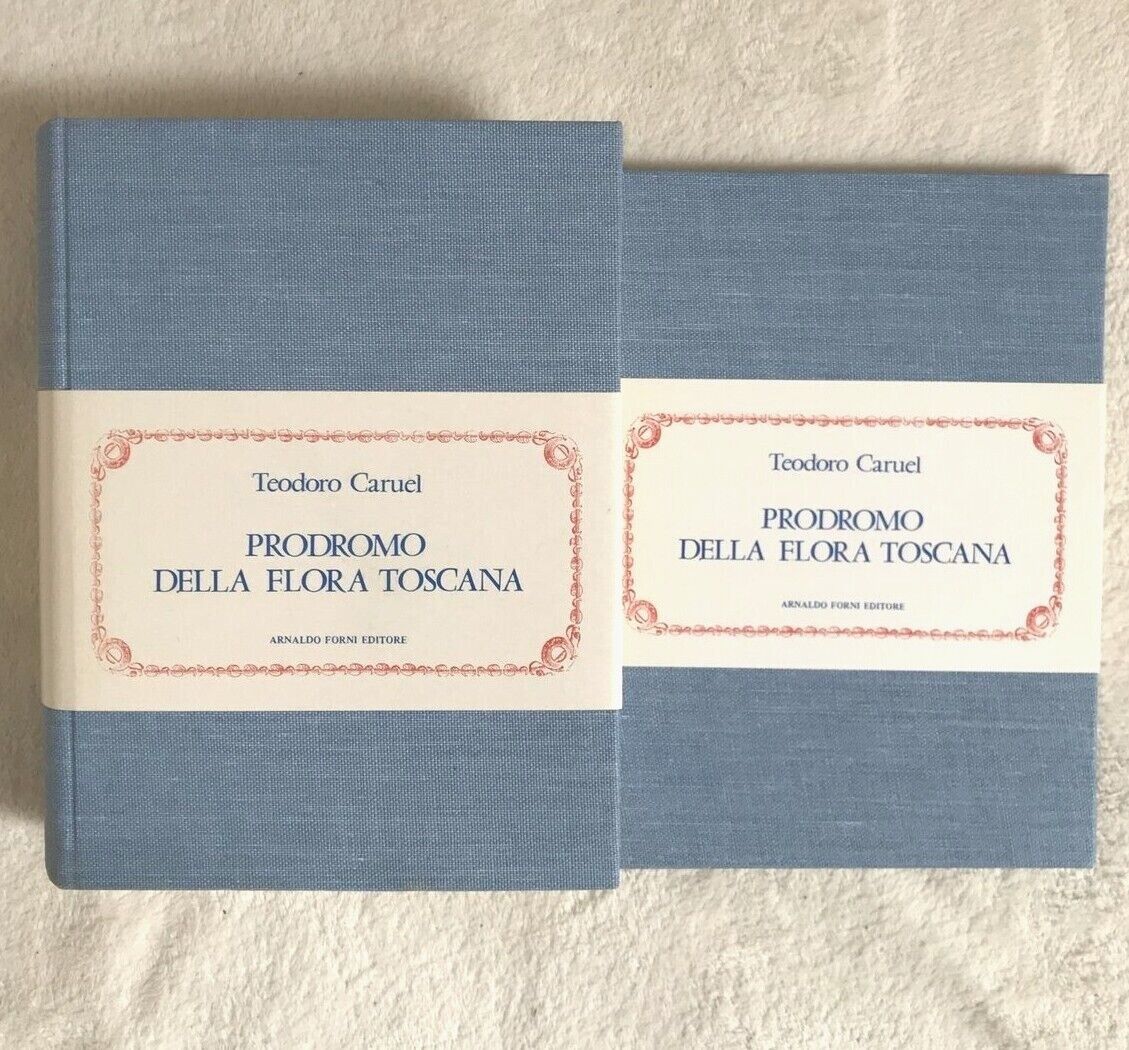 Teodoro Caruel
PRODROMO
DELLA FLORA TOSCANA
ARNALDO FORNI EDITORE
Teodoro Caruel
PRODROMO
DELLA FLORA TOSCANA
ARNALDO FORNI EDITORE